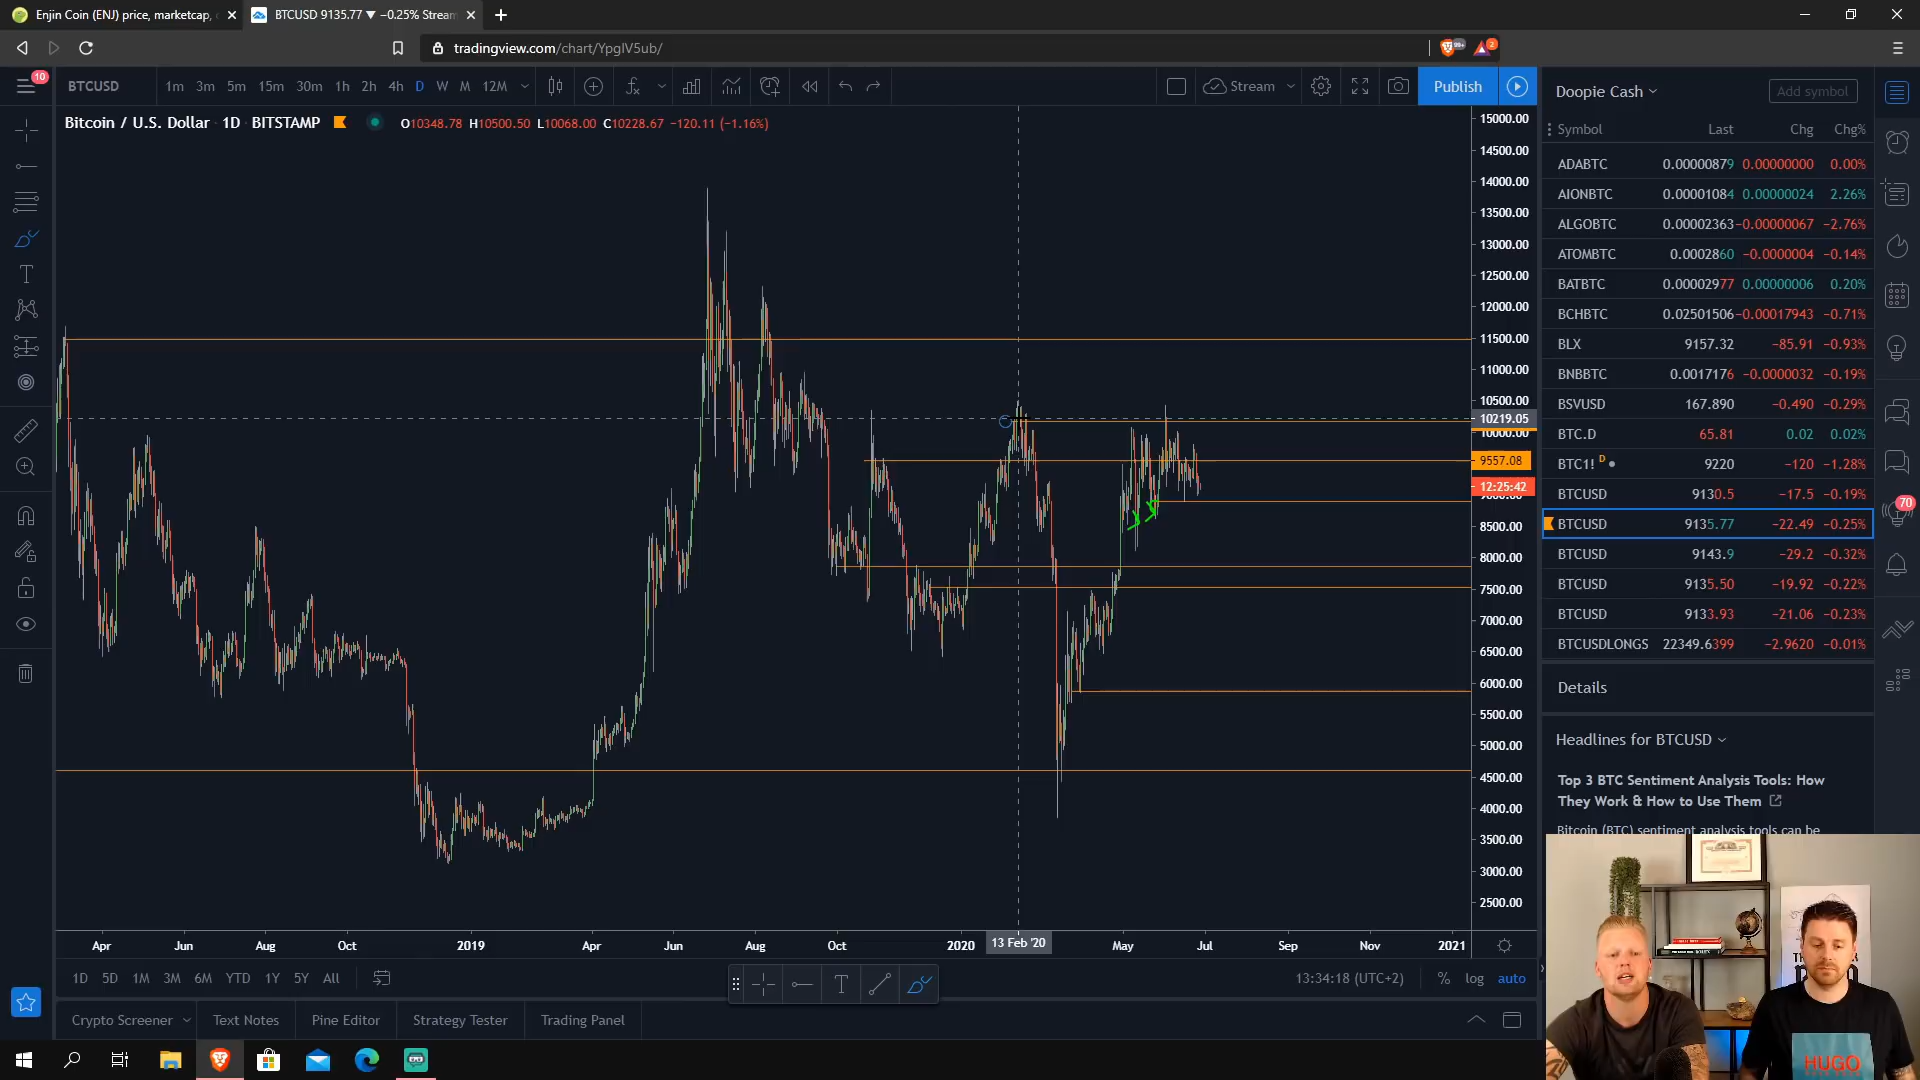 Enjin Coin (ENJ) price, marketcap,
BTCUSD 9135.77 ▼ −0.25% Stream
tradingview.com/chart/YpgIV5ub/
99+
2
10
BTCUSD
1m 3m 5m 15m 30m 1h 2h 4h D W M 12M
Stream
Publish
Bitcoin / U.S. Dollar · 1D · BITSTAMP
O10348.78 H10500.50 L10068.00 C10228.67 −120.11 (−1.16%)
15000.00
14500.00
14000.00
13500.00
13000.00
12500.00
12000.00
11500.00
11000.00
10500.00
10219.05
10000.00
9557.08
12:25:42
9000.00
8500.00
8000.00
7500.00
7000.00
6500.00
6000.00
5500.00
5000.00
4500.00
4000.00
3500.00
3000.00
2500.00
Apr Jun Aug Oct 2019 Apr Jun Aug Oct 2020 13 Feb '20 May Jul Sep Nov 2021
1D 5D 1M 3M 6M YTD 1Y 5Y All
13:34:18 (UTC+2) % log auto
Crypto Screener Text Notes Pine Editor Strategy Tester Trading Panel
Doopie Cash
Add symbol
Symbol Last Chg Chg%
ADABTC 0.00000879 0.00000000 0.00%
AIONBTC 0.00001084 0.00000024 2.26%
ALGOBTC 0.00002363 −0.00000067 −2.76%
ATOMBTC 0.0002860 −0.0000004 −0.14%
BATBTC 0.00002977 0.00000006 0.20%
BCHBTC 0.02501506 −0.00017943 −0.71%
BLX 9157.32 −85.91 −0.93%
BNBBTC 0.0017176 −0.0000032 −0.19%
BSVUSD 167.890 −0.490 −0.29%
BTC.D 65.81 0.02 0.02%
BTC1! D 9220 −120 −1.28%
BTCUSD 9130.5 −17.5 −0.19%
BTCUSD 9135.77 −22.49 −0.25%
BTCUSD 9143.9 −29.2 −0.32%
BTCUSD 9135.50 −19.92 −0.22%
BTCUSD 9133.93 −21.06 −0.23%
BTCUSDLONGS 22349.6399 −2.9620 −0.01%
70
Details
Headlines for BTCUSD
Top 3 BTC Sentiment Analysis Tools: How
They Work & How to Use Them
Bitcoin (BTC) sentiment analysis tools can be
HUGO